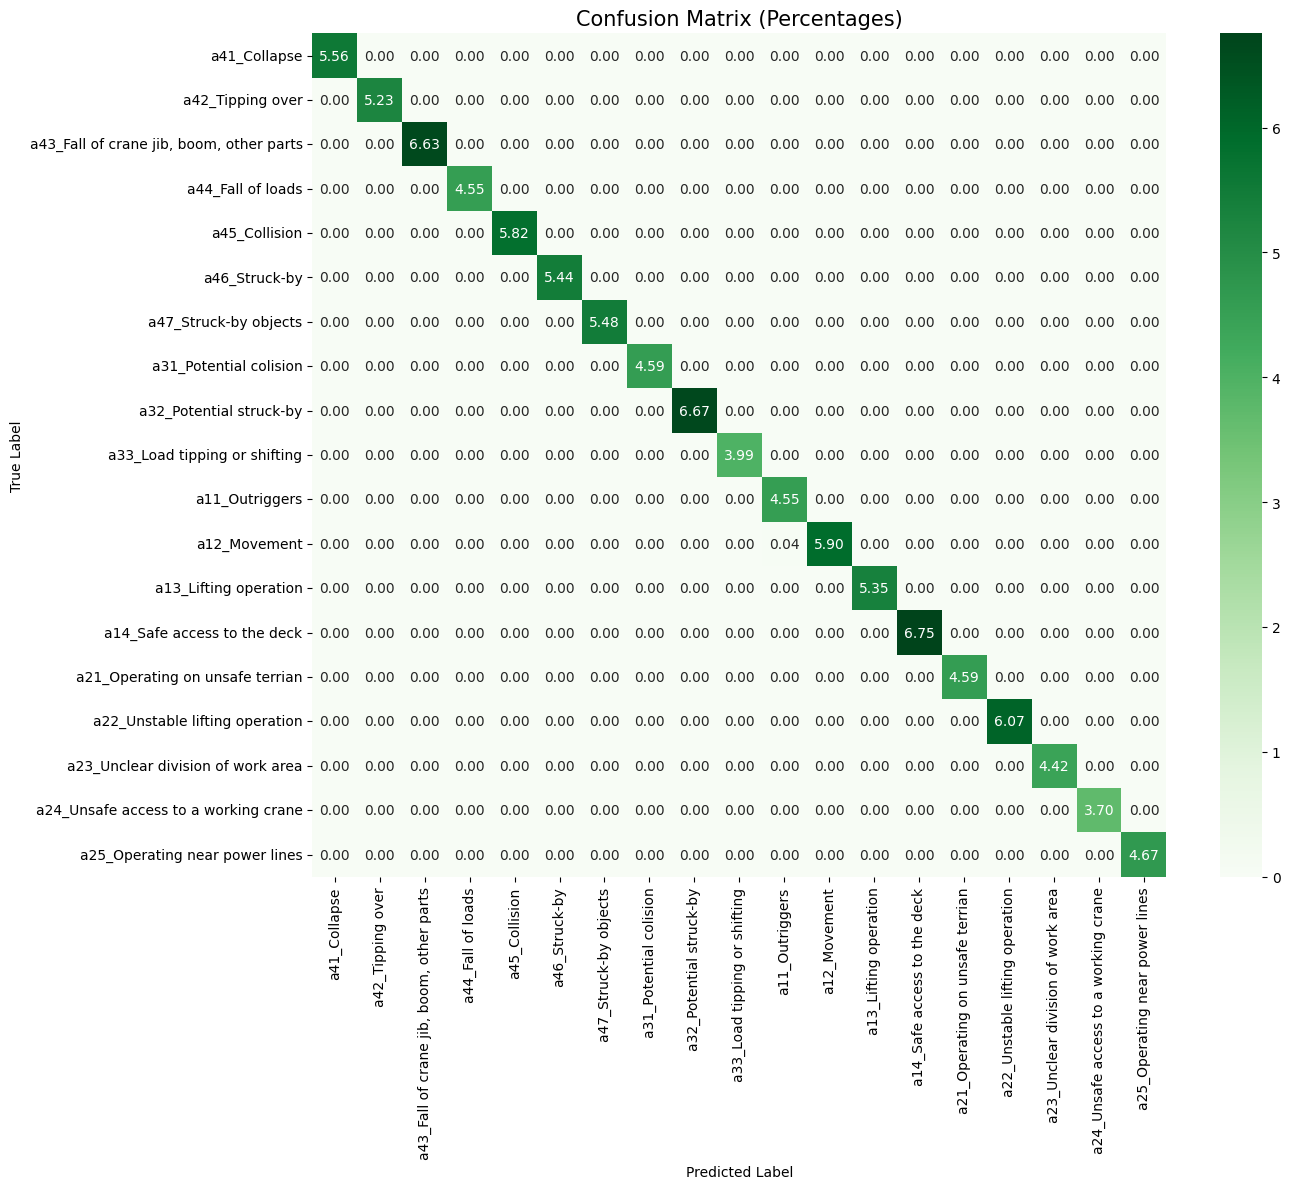 Confusion Matrix (Percentages)
True Label
a41_Collapse 5.56 0.00 0.00 0.00 0.00 0.00 0.00 0.00 0.00 0.00 0.00 0.00 0.00 0.00 0.00 0.00 0.00 0.00 0.00
a42_Tipping over 0.00 5.23 0.00 0.00 0.00 0.00 0.00 0.00 0.00 0.00 0.00 0.00 0.00 0.00 0.00 0.00 0.00 0.00 0.00
a43_Fall of crane jib, boom, other parts 0.00 0.00 6.63 0.00 0.00 0.00 0.00 0.00 0.00 0.00 0.00 0.00 0.00 0.00 0.00 0.00 0.00 0.00 0.00
a44_Fall of loads 0.00 0.00 0.00 4.55 0.00 0.00 0.00 0.00 0.00 0.00 0.00 0.00 0.00 0.00 0.00 0.00 0.00 0.00 0.00
a45_Collision 0.00 0.00 0.00 0.00 5.82 0.00 0.00 0.00 0.00 0.00 0.00 0.00 0.00 0.00 0.00 0.00 0.00 0.00 0.00
a46_Struck-by 0.00 0.00 0.00 0.00 0.00 5.44 0.00 0.00 0.00 0.00 0.00 0.00 0.00 0.00 0.00 0.00 0.00 0.00 0.00
a47_Struck-by objects 0.00 0.00 0.00 0.00 0.00 0.00 5.48 0.00 0.00 0.00 0.00 0.00 0.00 0.00 0.00 0.00 0.00 0.00 0.00
a31_Potential colision 0.00 0.00 0.00 0.00 0.00 0.00 0.00 4.59 0.00 0.00 0.00 0.00 0.00 0.00 0.00 0.00 0.00 0.00 0.00
a32_Potential struck-by 0.00 0.00 0.00 0.00 0.00 0.00 0.00 0.00 6.67 0.00 0.00 0.00 0.00 0.00 0.00 0.00 0.00 0.00 0.00
a33_Load tipping or shifting 0.00 0.00 0.00 0.00 0.00 0.00 0.00 0.00 0.00 3.99 0.00 0.00 0.00 0.00 0.00 0.00 0.00 0.00 0.00
a11_Outriggers 0.00 0.00 0.00 0.00 0.00 0.00 0.00 0.00 0.00 0.00 4.55 0.00 0.00 0.00 0.00 0.00 0.00 0.00 0.00
a12_Movement 0.00 0.00 0.00 0.00 0.00 0.00 0.00 0.00 0.00 0.00 0.04 5.90 0.00 0.00 0.00 0.00 0.00 0.00 0.00
a13_Lifting operation 0.00 0.00 0.00 0.00 0.00 0.00 0.00 0.00 0.00 0.00 0.00 0.00 5.35 0.00 0.00 0.00 0.00 0.00 0.00
a14_Safe access to the deck 0.00 0.00 0.00 0.00 0.00 0.00 0.00 0.00 0.00 0.00 0.00 0.00 0.00 6.75 0.00 0.00 0.00 0.00 0.00
a21_Operating on unsafe terrian 0.00 0.00 0.00 0.00 0.00 0.00 0.00 0.00 0.00 0.00 0.00 0.00 0.00 0.00 4.59 0.00 0.00 0.00 0.00
a22_Unstable lifting operation 0.00 0.00 0.00 0.00 0.00 0.00 0.00 0.00 0.00 0.00 0.00 0.00 0.00 0.00 0.00 6.07 0.00 0.00 0.00
a23_Unclear division of work area 0.00 0.00 0.00 0.00 0.00 0.00 0.00 0.00 0.00 0.00 0.00 0.00 0.00 0.00 0.00 0.00 4.42 0.00 0.00
a24_Unsafe access to a working crane 0.00 0.00 0.00 0.00 0.00 0.00 0.00 0.00 0.00 0.00 0.00 0.00 0.00 0.00 0.00 0.00 0.00 3.70 0.00
a25_Operating near power lines 0.00 0.00 0.00 0.00 0.00 0.00 0.00 0.00 0.00 0.00 0.00 0.00 0.00 0.00 0.00 0.00 0.00 0.00 4.67
a41_Collapse
a42_Tipping over
a43_Fall of crane jib, boom, other parts
a44_Fall of loads
a45_Collision
a46_Struck-by
a47_Struck-by objects
a31_Potential colision
a32_Potential struck-by
a33_Load tipping or shifting
a11_Outriggers
a12_Movement
a13_Lifting operation
a14_Safe access to the deck
a21_Operating on unsafe terrian
a22_Unstable lifting operation
a23_Unclear division of work area
a24_Unsafe access to a working crane
a25_Operating near power lines
Predicted Label
6
5
4
3
2
1
0